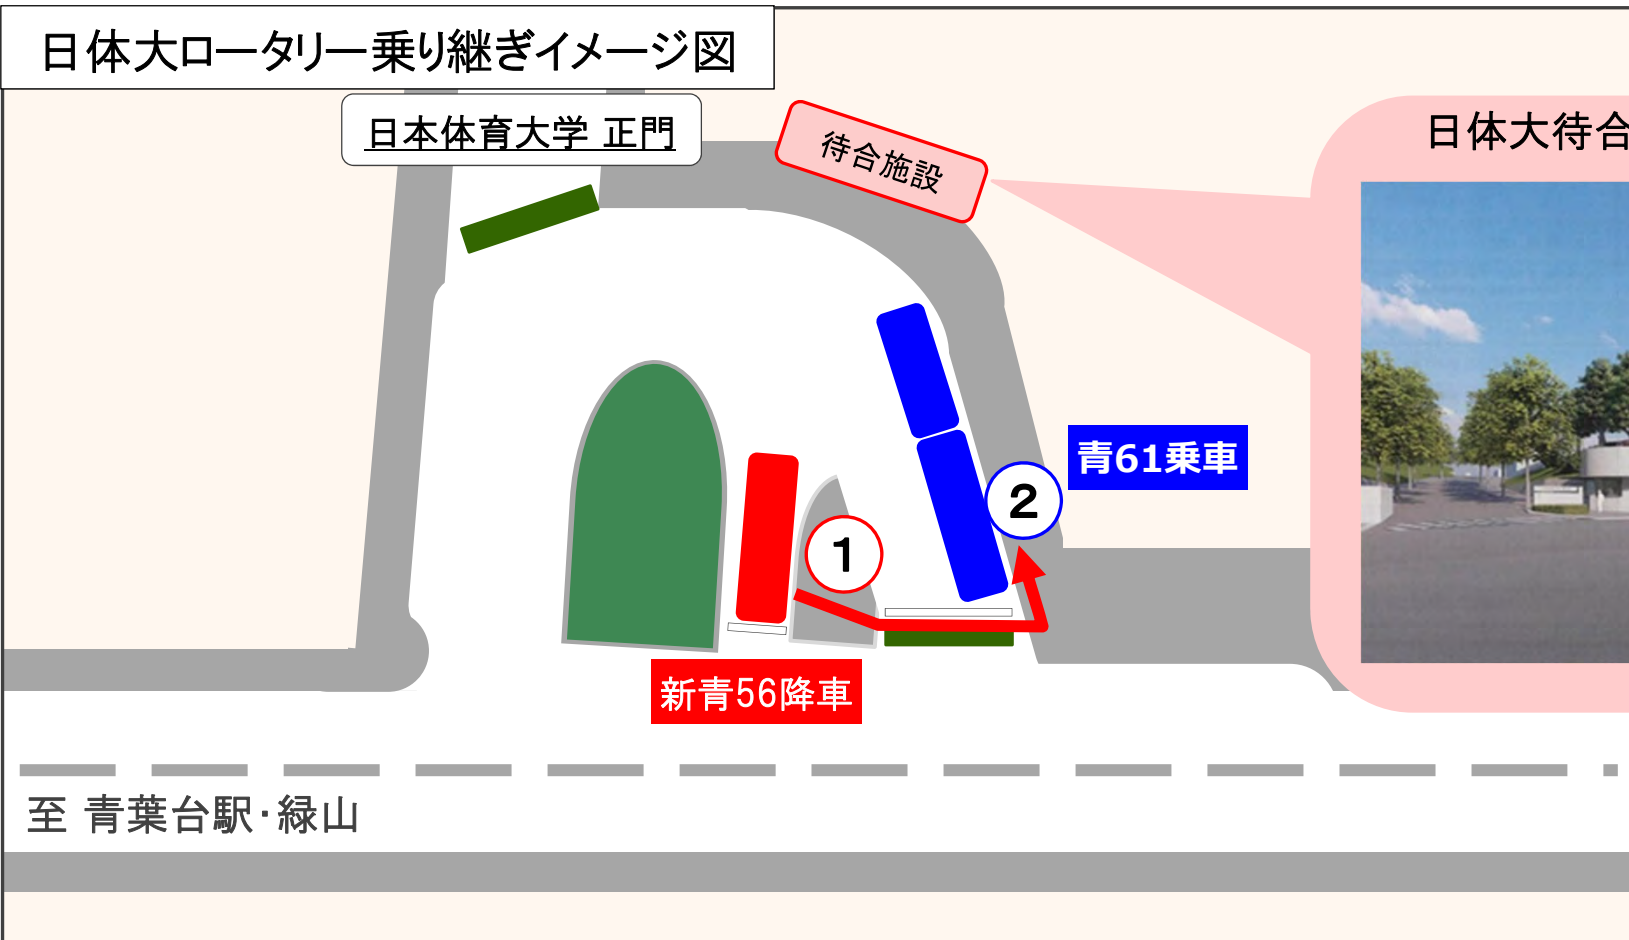 日体大ロータリー乗り継ぎイメージ図
日本体育大学 正門
待合施設
日体大待合
青61乗車
2
1
新青56降車
至 青葉台駅・緑山